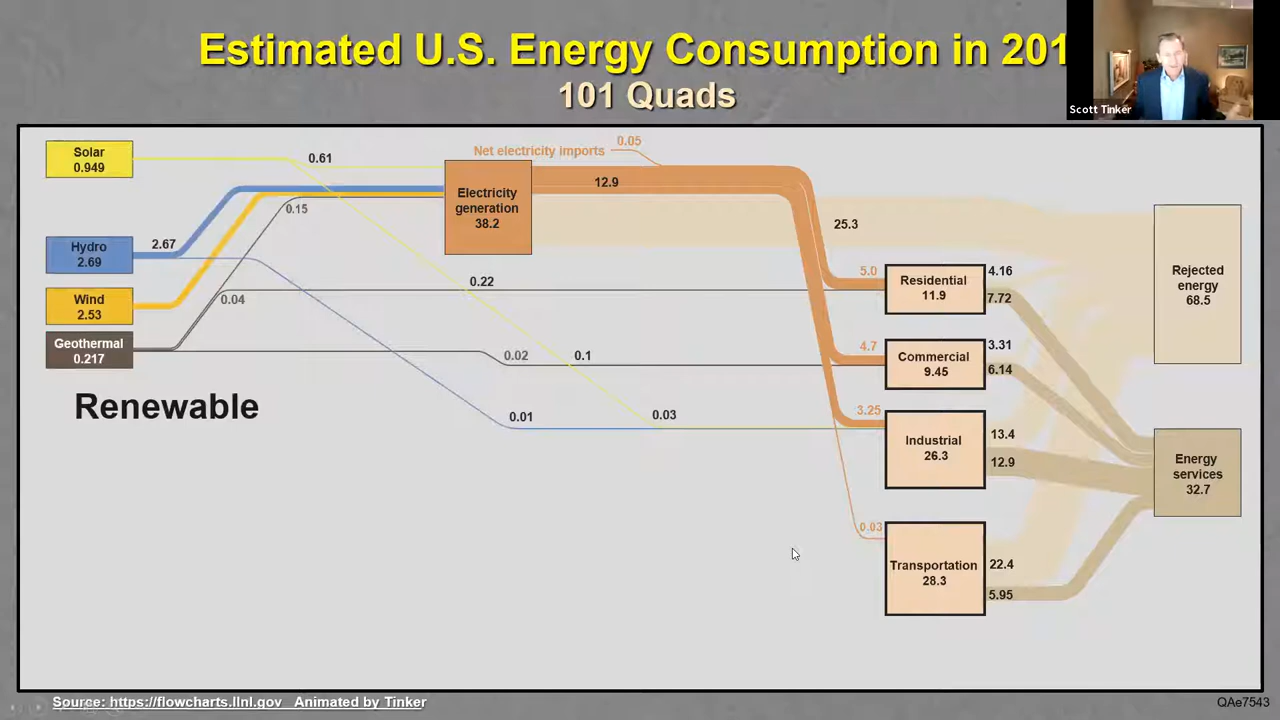 Estimated U.S. Energy Consumption in 201
101 Quads
Scott Tinker
Solar
0.949
0.61
Net electricity imports
0.05
12.9
Electricity
generation
38.2
0.15
Hydro
2.69
2.67
Wind
2.53
0.04
Geothermal
0.217
0.22
0.02
0.1
0.01
0.03
Renewable
25.3
5.0
Residential
11.9
4.16
7.72
4.7
Commercial
9.45
3.31
6.14
3.25
Industrial
26.3
13.4
12.9
0.03
Transportation
28.3
22.4
5.95
Rejected
energy
68.5
Energy
services
32.7
Source: https://flowcharts.llnl.gov Animated by Tinker
QAe7543